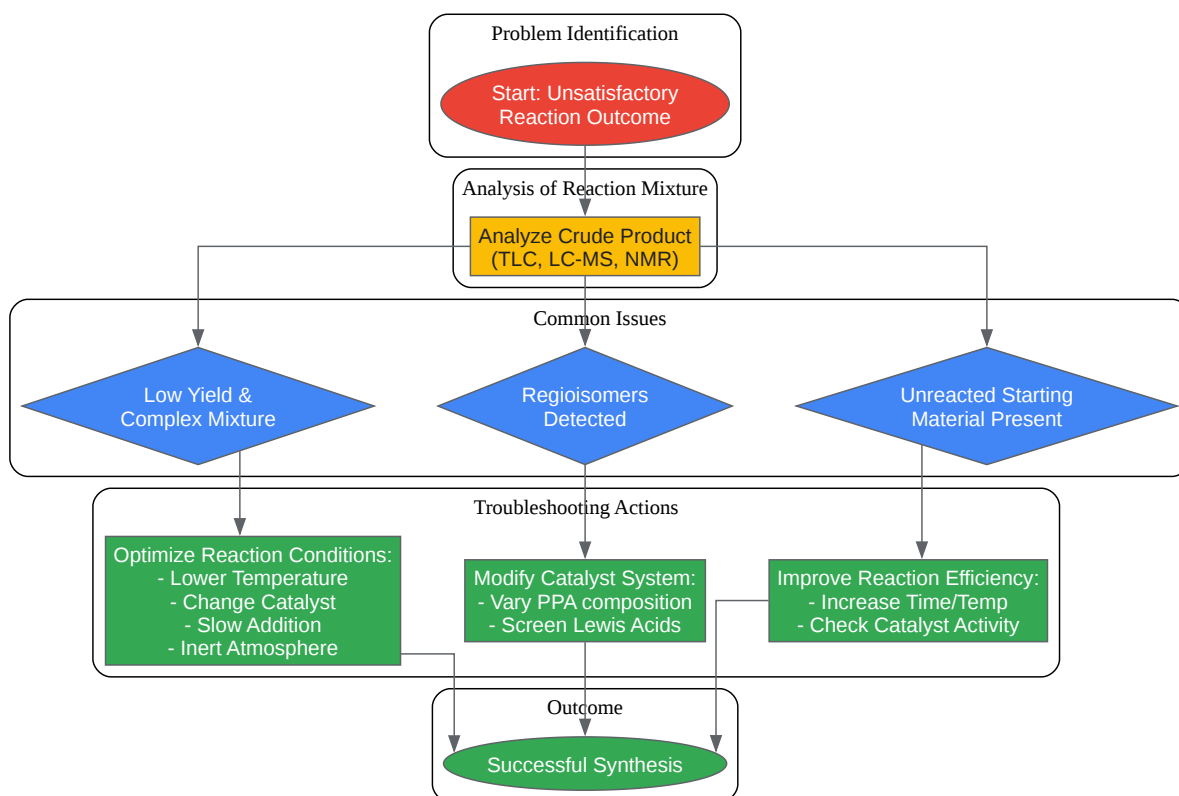 Problem Identification
Start: Unsatisfactory
Reaction Outcome
Analysis of Reaction Mixture
Analyze Crude Product
(TLC, LC-MS, NMR)
Common Issues
Low Yield &
Complex Mixture
Regioisomers
Detected
Unreacted Starting
Material Present
Troubleshooting Actions
Optimize Reaction Conditions:
- Lower Temperature
- Change Catalyst
- Slow Addition
- Inert Atmosphere
Modify Catalyst System:
- Vary PPA composition
- Screen Lewis Acids
Improve Reaction Efficiency:
- Increase Time/Temp
- Check Catalyst Activity
Outcome
Successful Synthesis